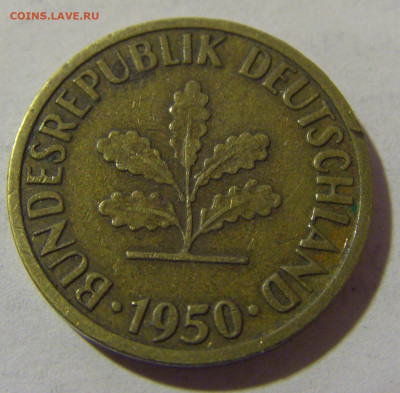 COINS.LAVE.RU
BUNDESREPUBLIK DEUTSCHLAND
· 1950 ·